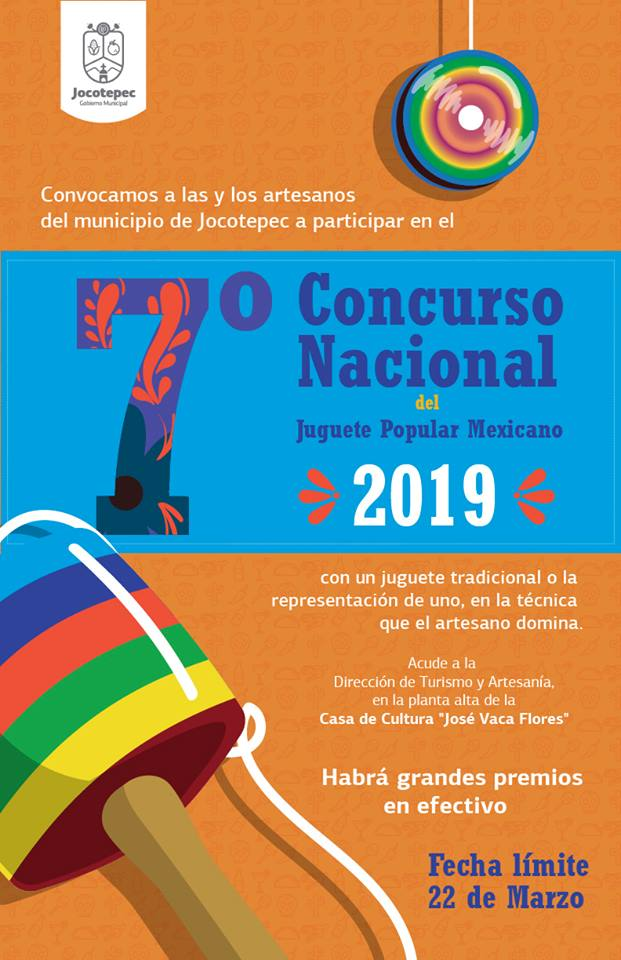 Jocotepec
Gobierno Municipal
Convocamos a las y los artesanos
del municipio de Jocotepec a participar en el
7º Concurso
Nacional
del
Juguete Popular Mexicano
2019
con un juguete tradicional o la
representación de uno, en la técnica
que el artesano domina.
Acude a la
Dirección de Turismo y Artesanía,
en la planta alta de la
Casa de Cultura "José Vaca Flores"
Habrá grandes premios
en efectivo
Fecha límite
22 de Marzo